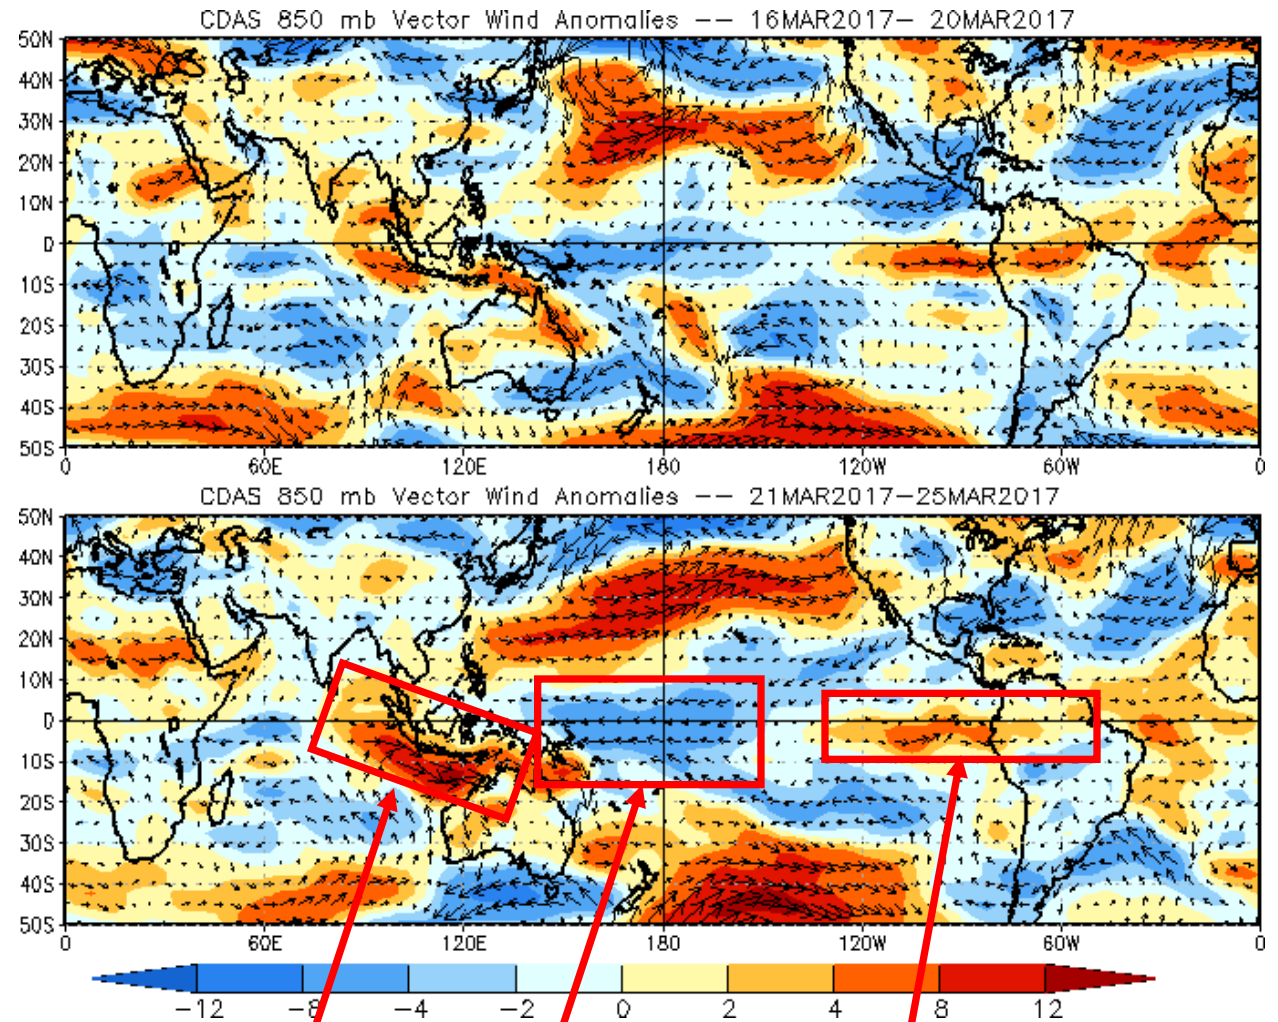 CDAS 850 mb Vector Wind Anomalies -- 16MAR2017- 20MAR2017
50N
40N
30N
20N
10N
0
10S
20S
30S
40S
50S
0 60E 120E 180 120W 60W 0
CDAS 850 mb Vector Wind Anomalies -- 21MAR2017-25MAR2017
50N
40N
30N
20N
10N
0
10S
20S
30S
40S
50S
0 60E 120E 180 120W 60W 0
-12 -8 -4 -2 0 2 4 8 12